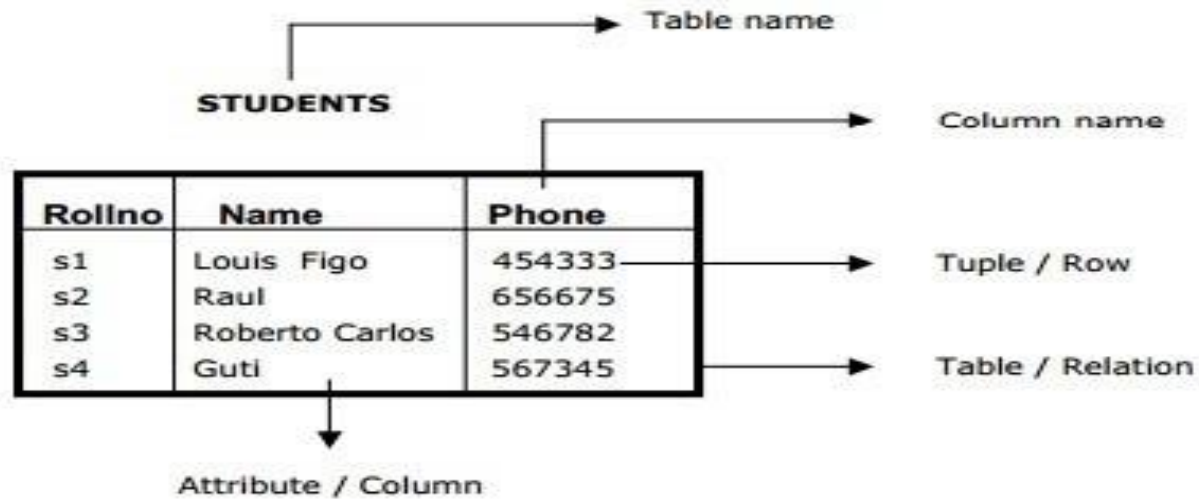 Table name
STUDENTS
Column name
Rollno Name Phone
s1 Louis Figo 454333
Tuple / Row
s2 Raul 656675
s3 Roberto Carlos 546782
s4 Guti 567345
Table / Relation
Attribute / Column